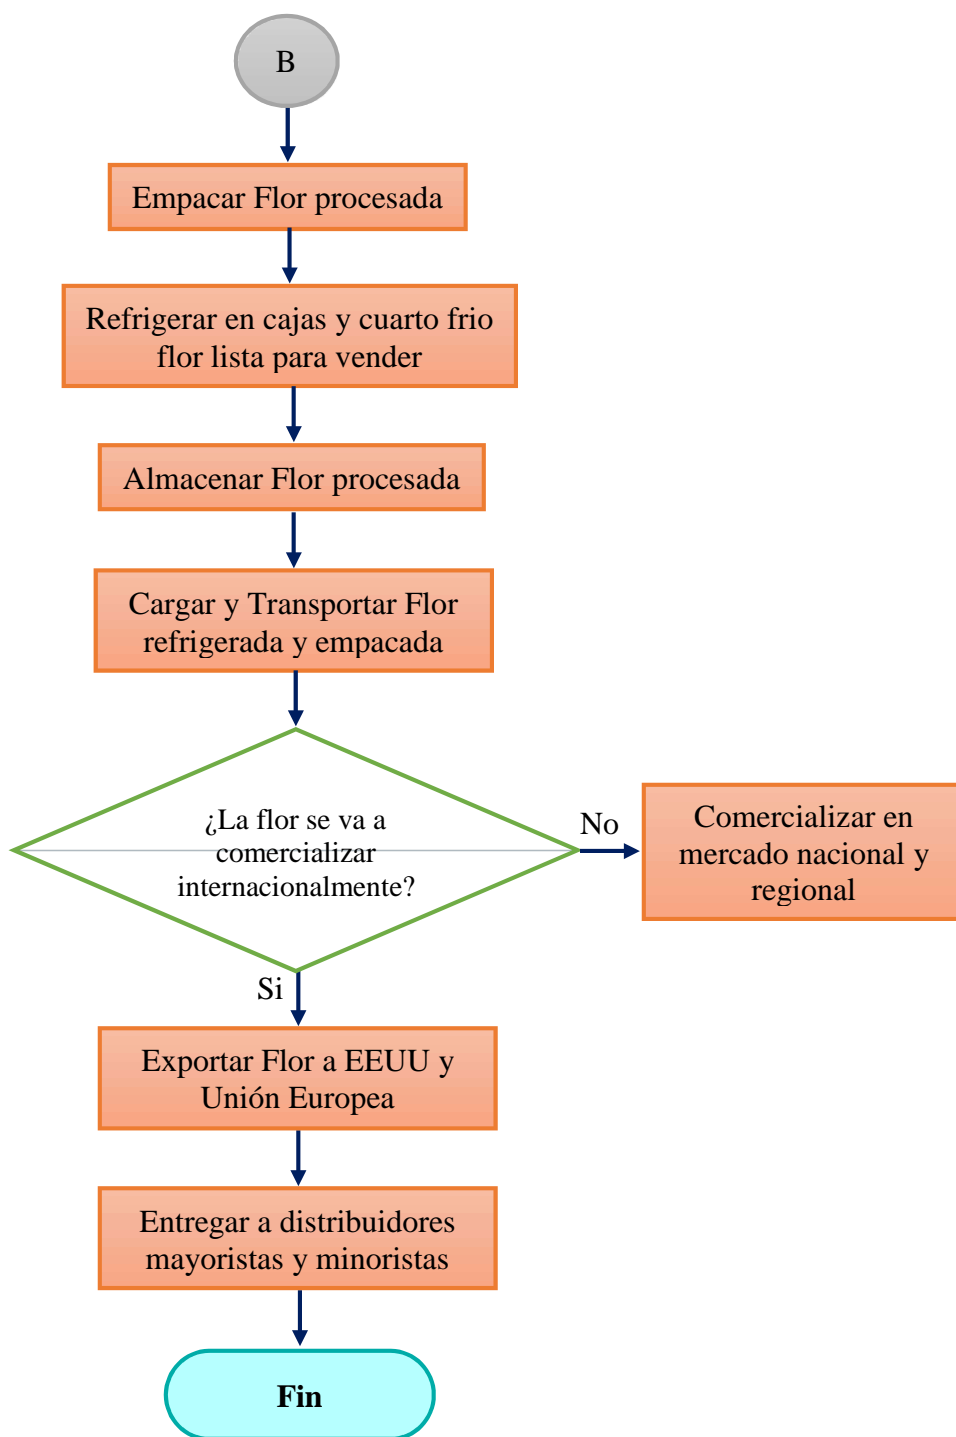 B
Empacar Flor procesada
Refrigerar en cajas y cuarto frio
flor lista para vender
Almacenar Flor procesada
Cargar y Transportar Flor
refrigerada y empacada
¿La flor se va a
comercializar
internacionalmente?
No
Comercializar en
mercado nacional y
regional
Si
Exportar Flor a EEUU y
Unión Europea
Entregar a distribuidores
mayoristas y minoristas
Fin